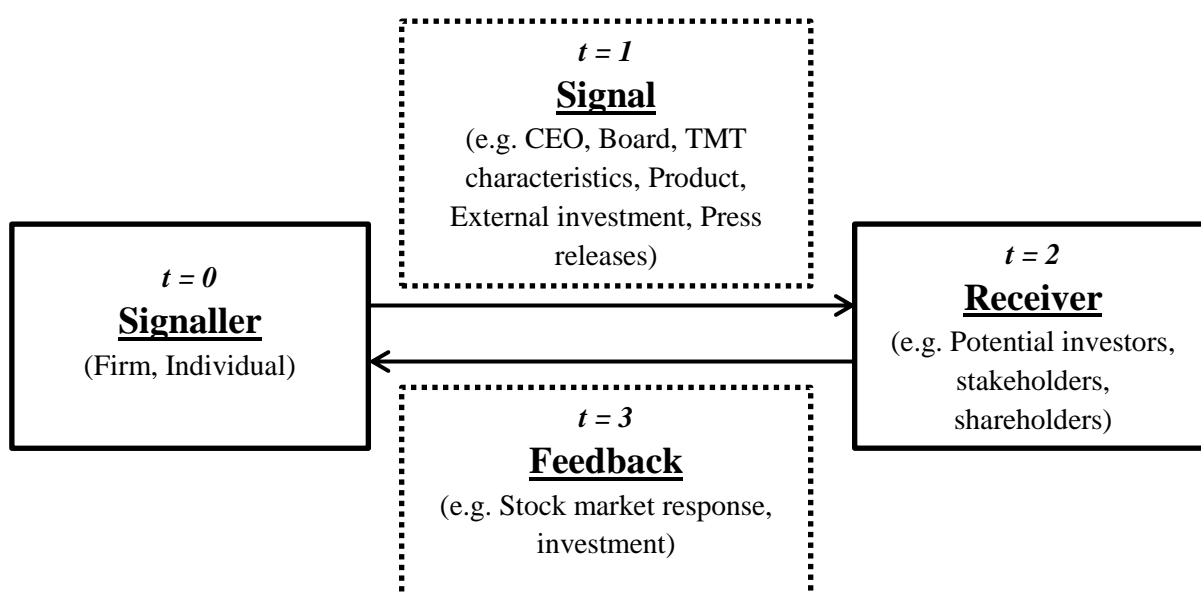 t = 0
Signaller
(Firm, Individual)
t = 1
Signal
(e.g. CEO, Board, TMT
characteristics, Product,
External investment, Press
releases)
t = 2
Receiver
(e.g. Potential investors,
stakeholders,
shareholders)
t = 3
Feedback
(e.g. Stock market response,
investment)